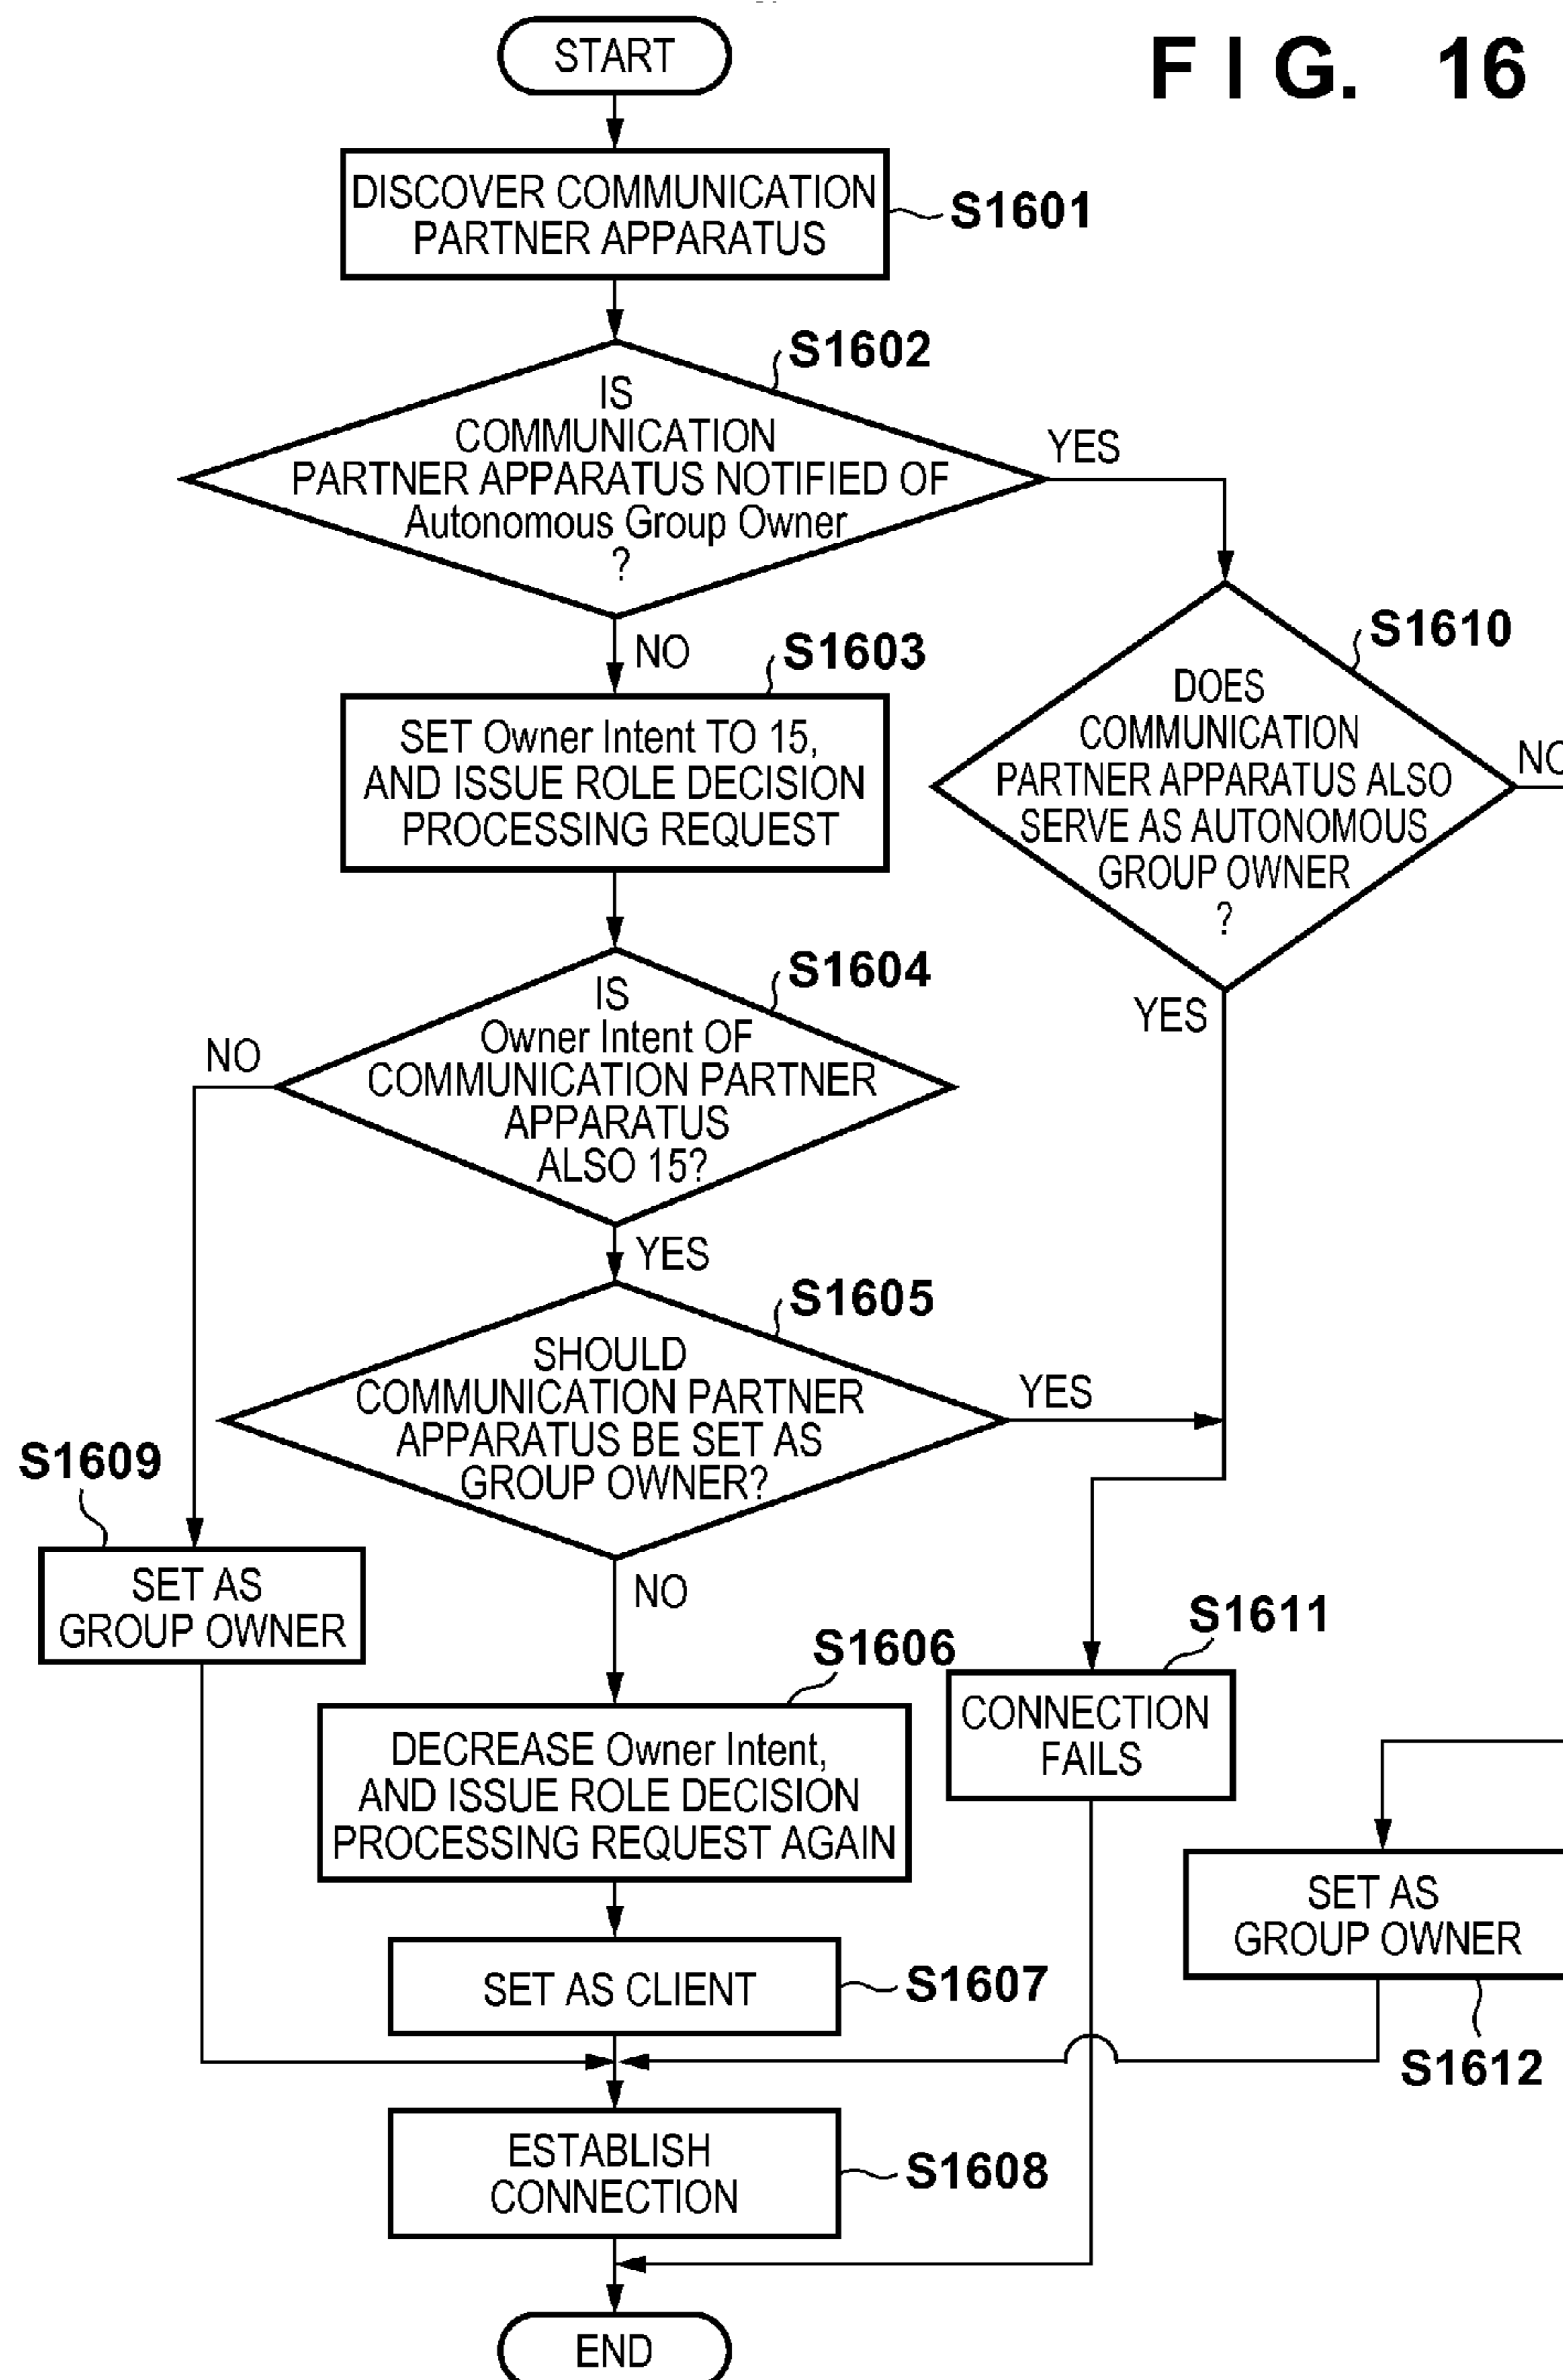 FIG. 16
START
DISCOVER COMMUNICATION
PARTNER APPARATUS
S1601
S1602
IS
COMMUNICATION
PARTNER APPARATUS NOTIFIED OF
Autonomous Group Owner
?
YES
NO
S1603
SET Owner Intent TO 15,
AND ISSUE ROLE DECISION
PROCESSING REQUEST
S1610
DOES
COMMUNICATION
PARTNER APPARATUS ALSO
SERVE AS AUTONOMOUS
GROUP OWNER
?
NO
YES
S1604
IS
Owner Intent OF
COMMUNICATION PARTNER
APPARATUS
ALSO 15?
NO
YES
S1605
SHOULD
COMMUNICATION PARTNER
APPARATUS BE SET AS
GROUP OWNER?
YES
NO
S1609
SET AS
GROUP OWNER
S1606
DECREASE Owner Intent,
AND ISSUE ROLE DECISION
PROCESSING REQUEST AGAIN
S1611
CONNECTION
FAILS
SET AS
GROUP OWNER
S1612
SET AS CLIENT
S1607
ESTABLISH
CONNECTION
S1608
END